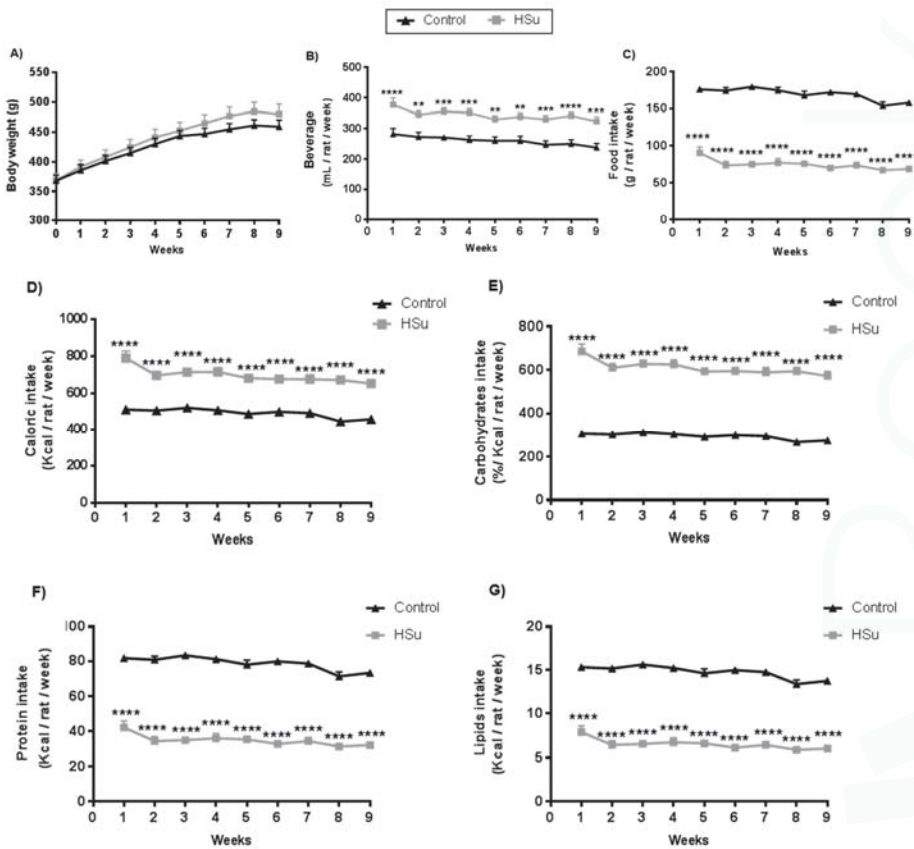 Control HSu
A)
Body weight (g)
550
500
450
400
350
300
0 1 2 3 4 5 6 7 8 9
Weeks
B)
Beverage
(mL / rat / week)
500
400
300
200
100
0
**** ** *** *** ** ** *** **** ***
0 1 2 3 4 5 6 7 8 9
Weeks
C)
Food intake
(g / rat / week)
200
150
100
50
0
**** **** **** **** **** **** **** **** ****
0 1 2 3 4 5 6 7 8 9
Weeks
D)
Control
HSu
Caloric intake
(Kcal / rat / week)
1000
800
600
400
200
0
**** **** **** **** **** **** **** **** ****
0 1 2 3 4 5 6 7 8 9
Weeks
E)
Control
HSu
Carbohydrates intake
(%/ Kcal / rat / week)
800
600
400
200
0
**** **** **** **** **** **** **** **** ****
0 1 2 3 4 5 6 7 8 9
Weeks
F)
Control
HSu
Protein intake
(Kcal / rat / week)
100
80
60
40
20
0
**** **** **** **** **** **** **** **** ****
0 1 2 3 4 5 6 7 8 9
Weeks
G)
Control
HSu
Lipids intake
(Kcal / rat / week)
20
15
10
5
0
**** **** **** **** **** **** **** **** ****
0 1 2 3 4 5 6 7 8 9
Weeks